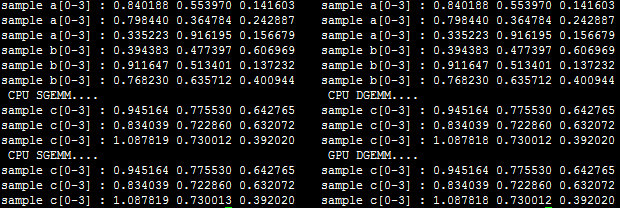 sample a[0-3] : 0.840188 0.553970 0.141603
sample a[0-3] : 0.798440 0.364784 0.242887
sample a[0-3] : 0.335223 0.916195 0.156679
sample b[0-3] : 0.394383 0.477397 0.606969
sample b[0-3] : 0.911647 0.513401 0.137232
sample b[0-3] : 0.768230 0.635712 0.400944
CPU SGEMM....
sample c[0-3] : 0.945164 0.775530 0.642765
sample c[0-3] : 0.834039 0.722860 0.632072
sample c[0-3] : 1.087819 0.730012 0.392020
CPU SGEMM....
sample c[0-3] : 0.945164 0.775530 0.642765
sample c[0-3] : 0.834039 0.722860 0.632072
sample c[0-3] : 1.087819 0.730013 0.392020
sample a[0-3] : 0.840188 0.553970 0.141603
sample a[0-3] : 0.798440 0.364784 0.242887
sample a[0-3] : 0.335223 0.916195 0.156679
sample b[0-3] : 0.394383 0.477397 0.606969
sample b[0-3] : 0.911647 0.513401 0.137232
sample b[0-3] : 0.768230 0.635712 0.400944
CPU DGEMM....
sample c[0-3] : 0.945164 0.775530 0.642765
sample c[0-3] : 0.834039 0.722860 0.632072
sample c[0-3] : 1.087818 0.730012 0.392020
GPU DGEMM....
sample c[0-3] : 0.945164 0.775530 0.642765
sample c[0-3] : 0.834039 0.722860 0.632072
sample c[0-3] : 1.087818 0.730012 0.392020